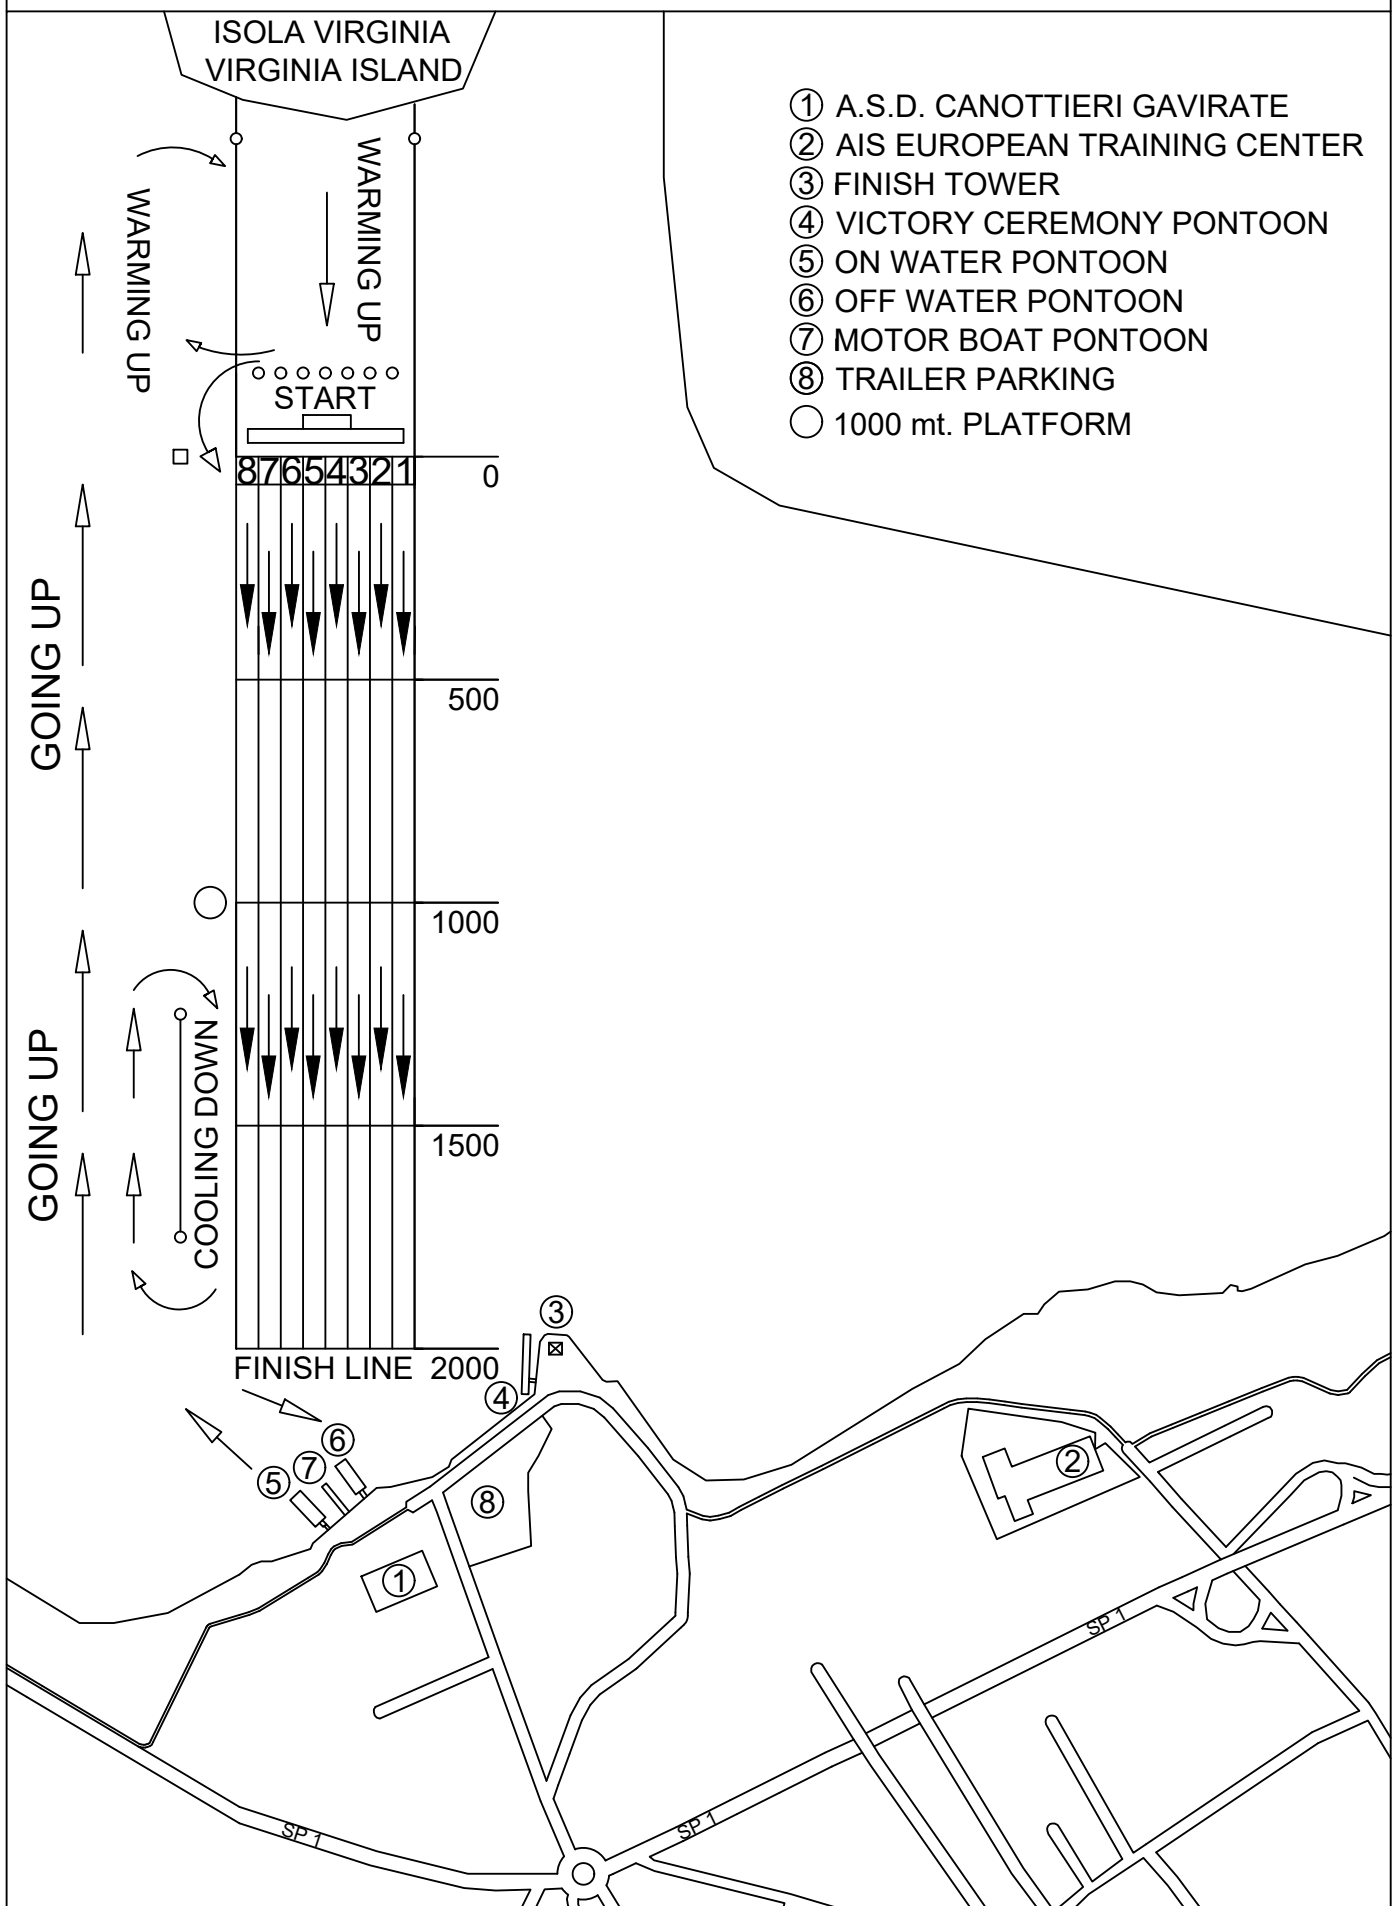 ISOLA VIRGINIA
VIRGINIA ISLAND
① A.S.D. CANOTTIERI GAVIRATE
② AIS EUROPEAN TRAINING CENTER
③ FINISH TOWER
④ VICTORY CEREMONY PONTOON
⑤ ON WATER PONTOON
⑥ OFF WATER PONTOON
⑦ MOTOR BOAT PONTOON
⑧ TRAILER PARKING
1000 mt. PLATFORM
WARMING UP
WARMING UP
START
8 7 6 5 4 3 2 1
0
GOING UP
500
1000
GOING UP
COOLING DOWN
1500
FINISH LINE 2000
③
④
⑥
⑦
⑤
②
⑧
①
SP 1
SP 1
SP 1